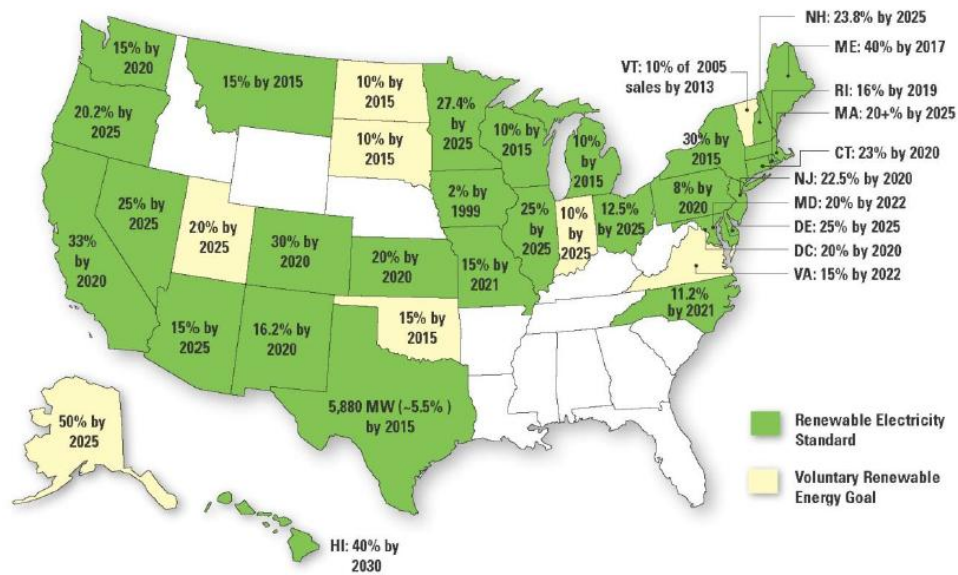 NH: 23.8% by 2025
ME: 40% by 2017
VT: 10% of 2005
sales by 2013
RI: 16% by 2019
MA: 20+% by 2025
CT: 23% by 2020
NJ: 22.5% by 2020
MD: 20% by 2022
DE: 25% by 2025
DC: 20% by 2020
VA: 15% by 2022
15% by
2020
15% by 2015
10% by
2015
27.4%
by
2025
10% by
2015
10%
by
2015
30% by
2015
20.2% by
2025
10% by
2015
2% by
1999
8% by
2020
33%
by
2020
25% by
2025
20% by
2025
30% by
2020
20% by
2020
15% by
2021
25%
by
2025
10%
by
2025
12.5%
by 2025
11.2%
by 2021
15% by
2025
16.2% by
2020
15% by
2015
5,880 MW (~5.5% )
by 2015
50% by
2025
HI: 40% by
2030
Renewable Electricity
Standard
Voluntary Renewable
Energy Goal